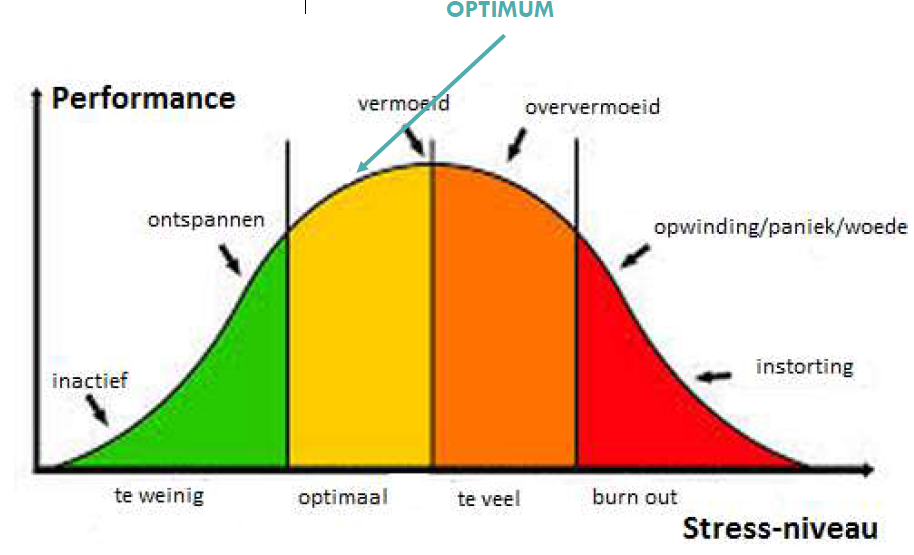 OPTIMUM
Performance
vermoeid
oververmoeid
ontspannen
opwinding/paniek/woede
inactief
instorting
te weinig
optimaal
te veel
burn out
Stress-niveau